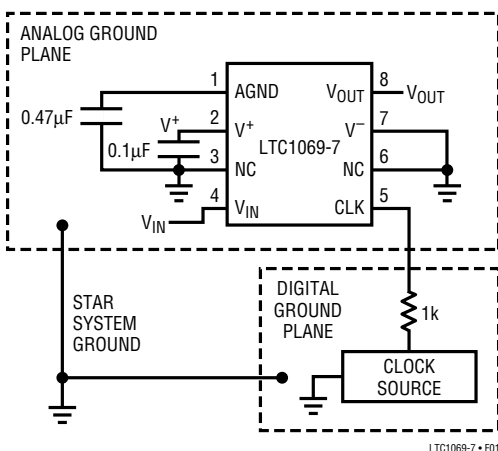 ANALOG GROUND
PLANE
1
AGND
VOUT
8
VOUT
0.47μF
V+
2
V+
V−
7
0.1μF
LTC1069-7
3
NC
NC
6
VIN
4
VIN
CLK
5
STAR
SYSTEM
GROUND
DIGITAL
GROUND
PLANE
1k
CLOCK
SOURCE
LTC1069-7 • F01